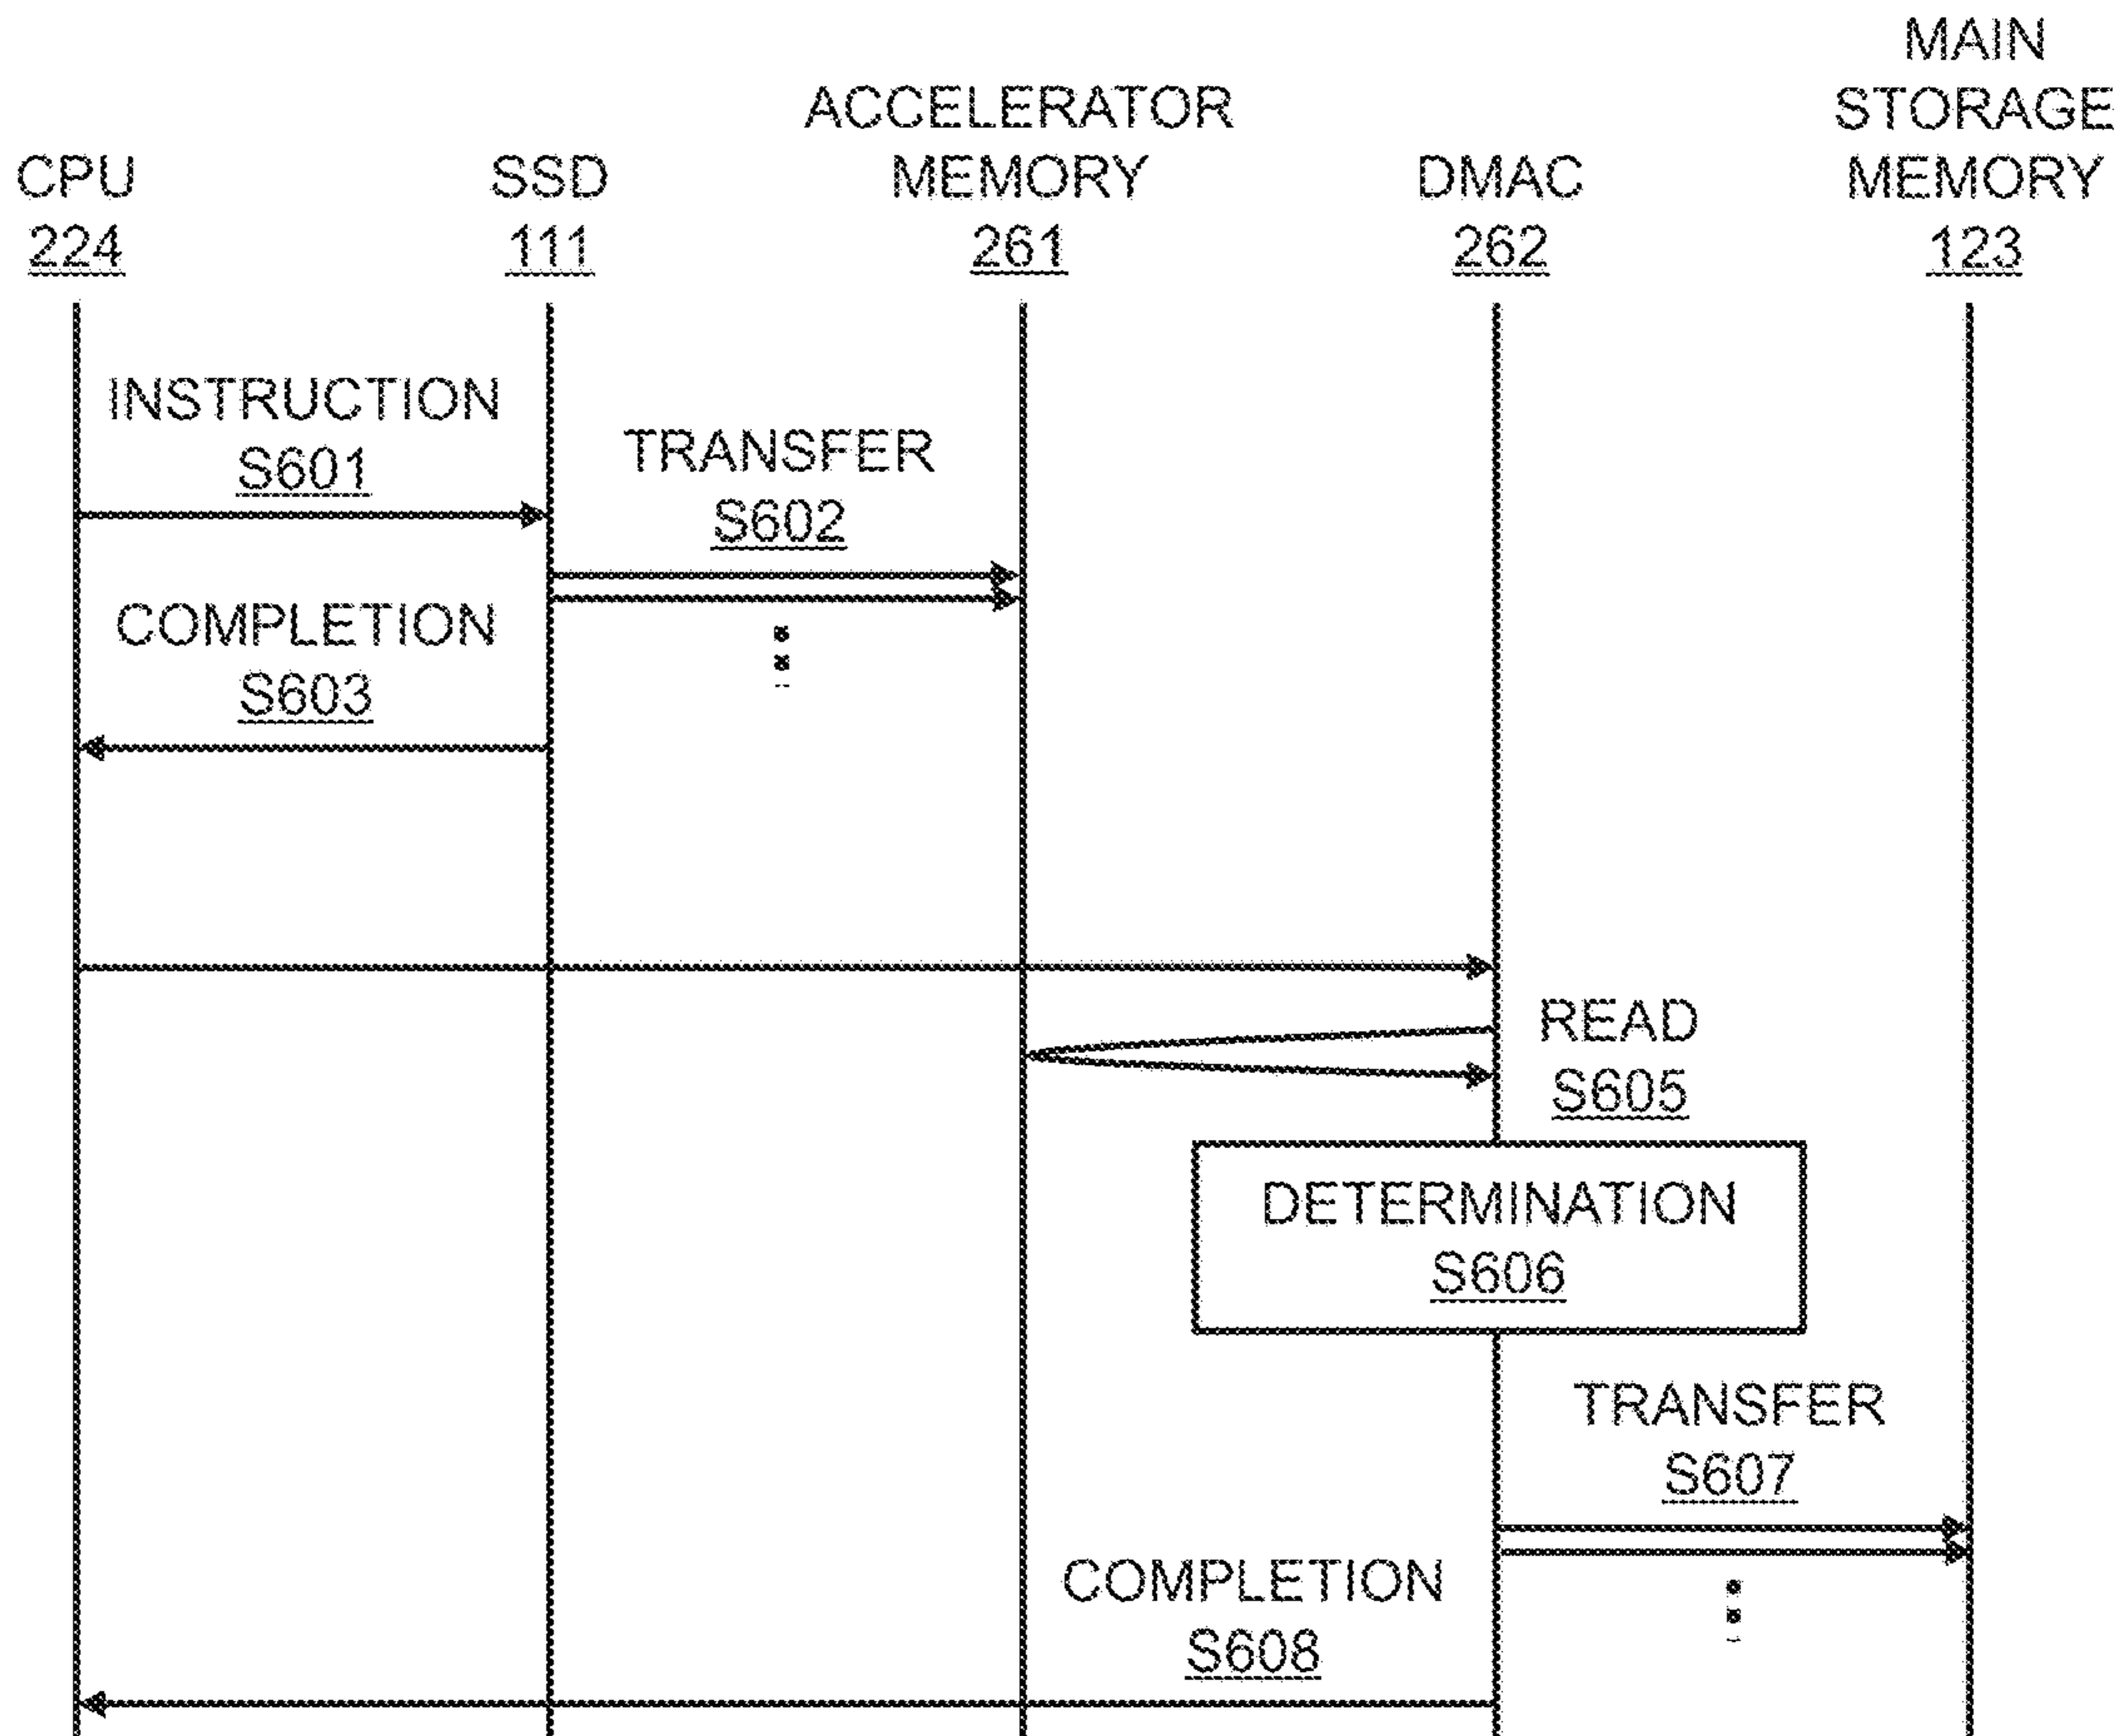 CPU
224
SSD
111
ACCELERATOR
MEMORY
261
DMAC
262
MAIN
STORAGE
MEMORY
123
INSTRUCTION
S601
TRANSFER
S602
COMPLETION
S603
READ
S605
DETERMINATION
S606
TRANSFER
S607
COMPLETION
S608